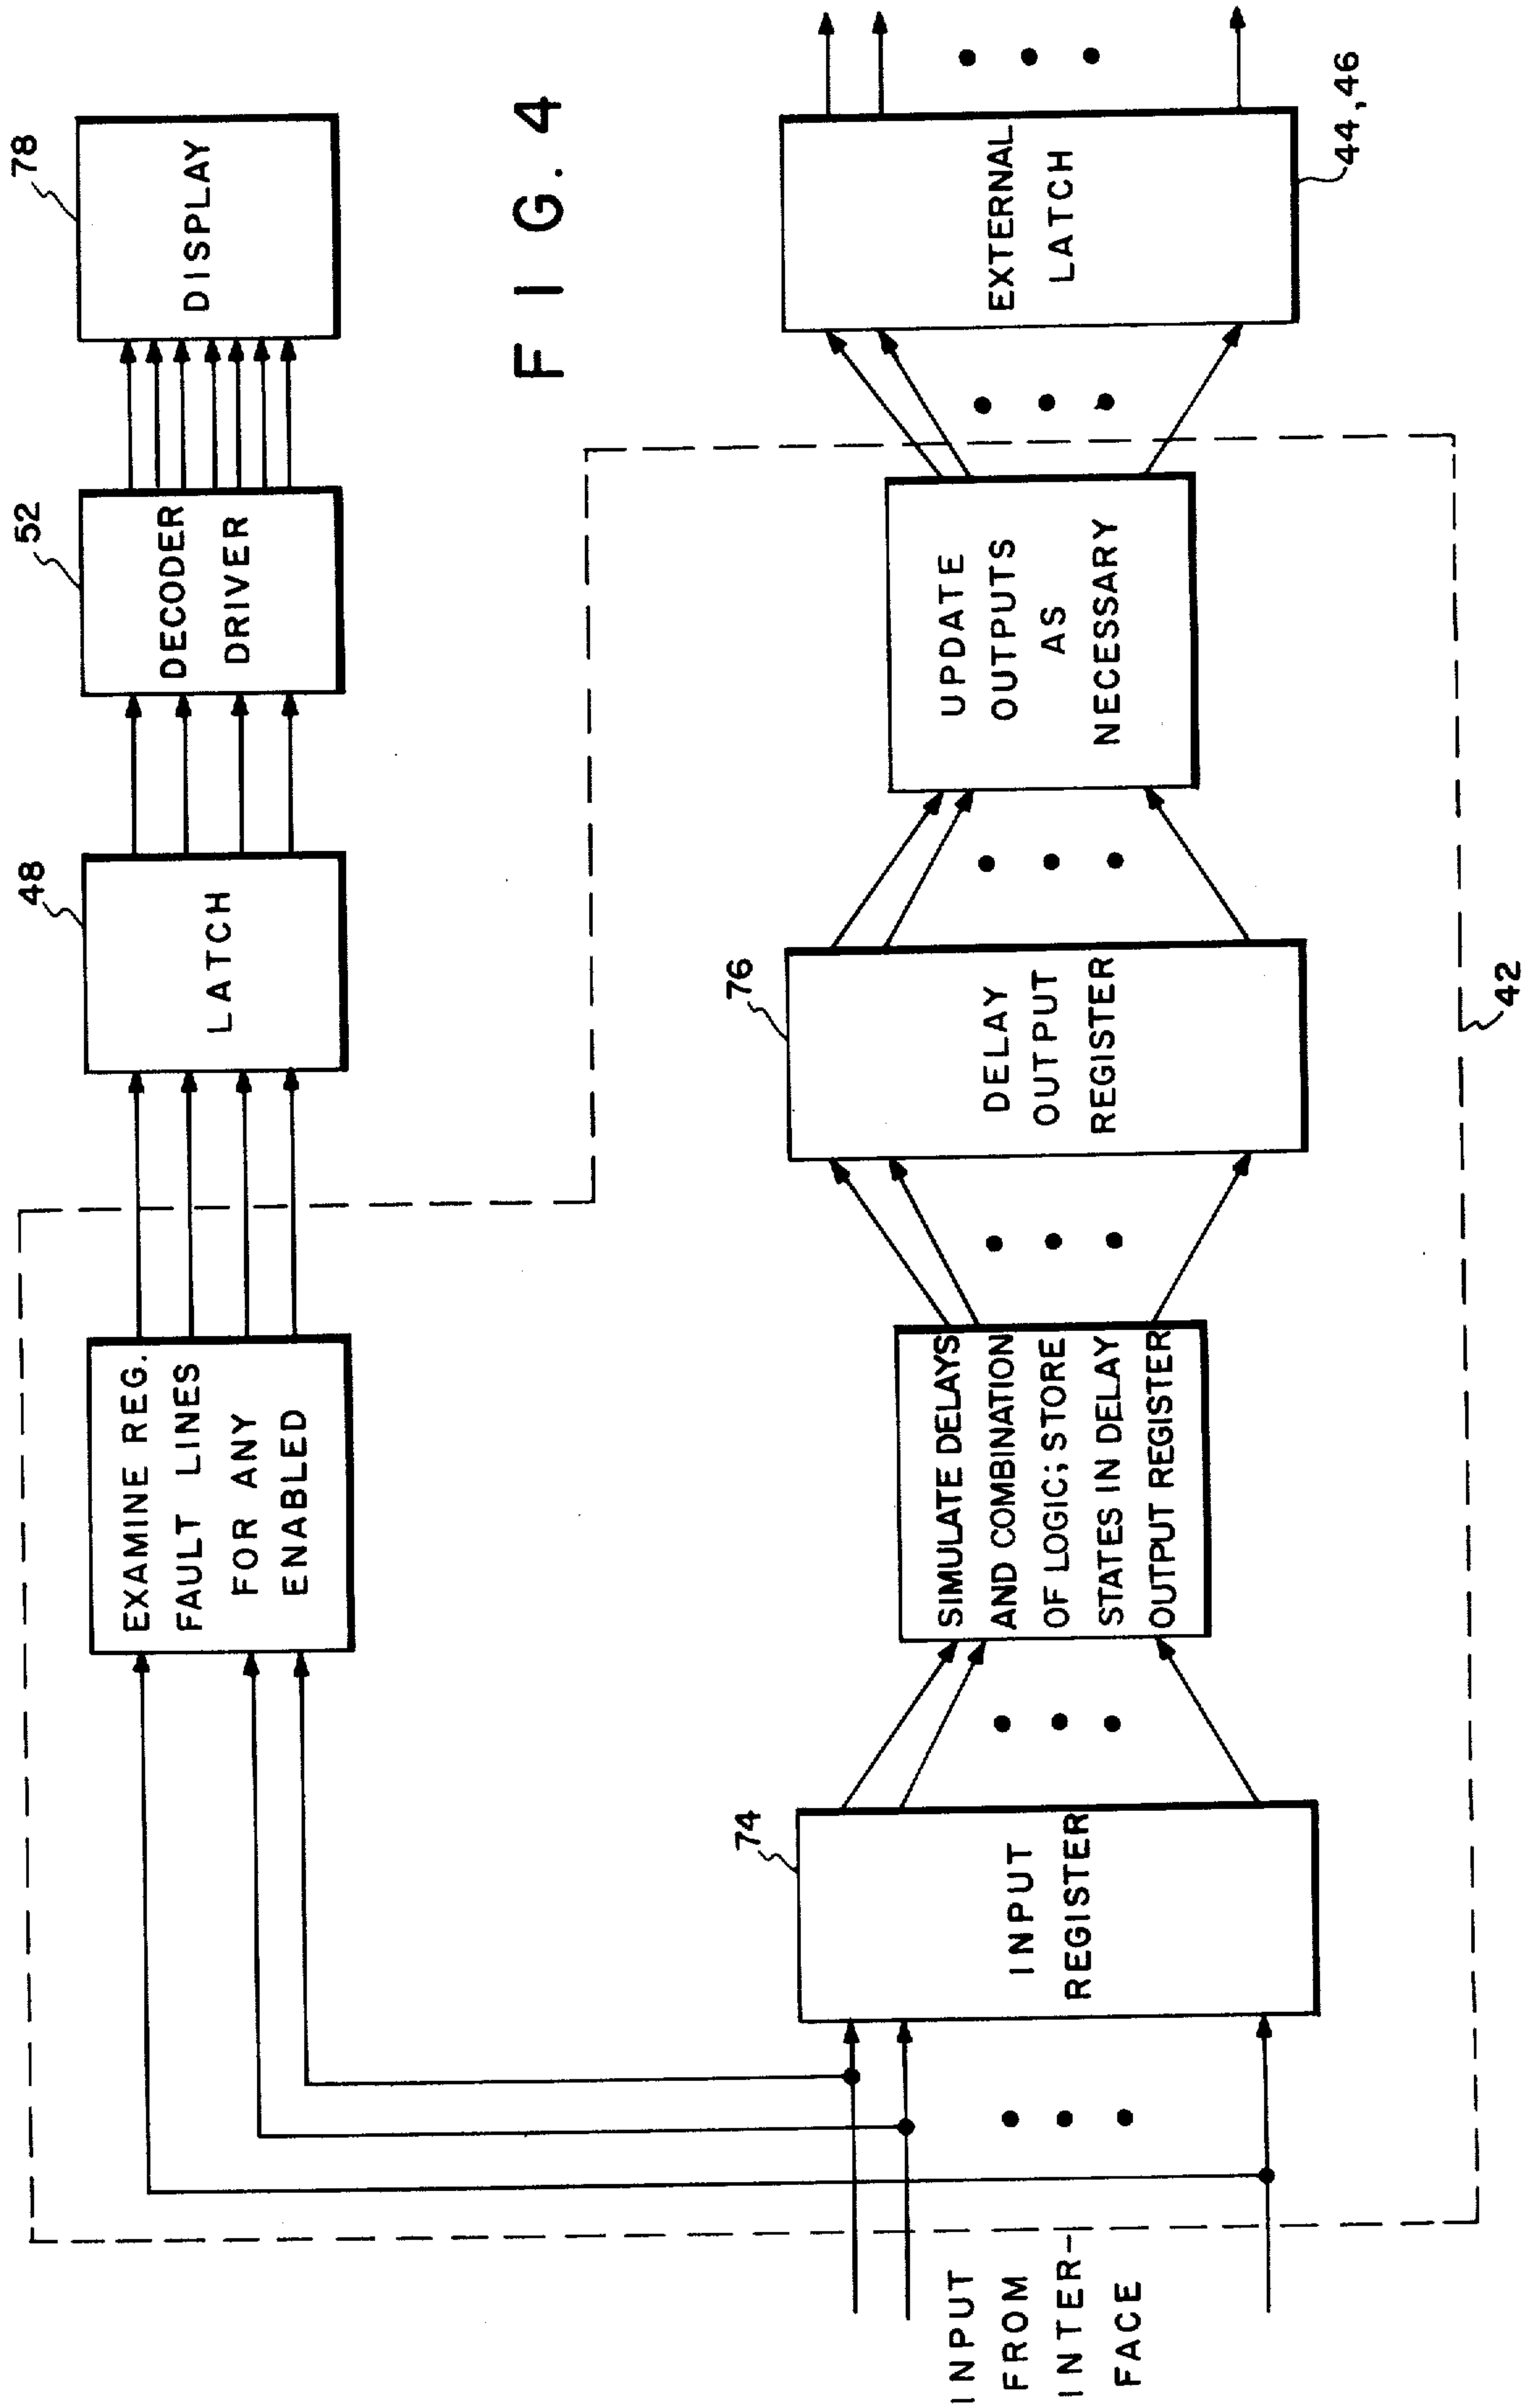 78
DISPLAY
52
DECODER
DRIVER
48
LATCH
EXAMINE REG.
FAULT LINES
FOR ANY
ENABLED
FIG. 4
INPUT
FROM
INTER-
FACE
74
INPUT
REGISTER
SIMULATE DELAYS
AND COMBINATION
OF LOGIC; STORE
STATES IN DELAY
OUTPUT REGISTER
76
DELAY
OUTPUT
REGISTER
UPDATE
OUTPUTS
AS
NECESSARY
EXTERNAL
LATCH
44,46
42